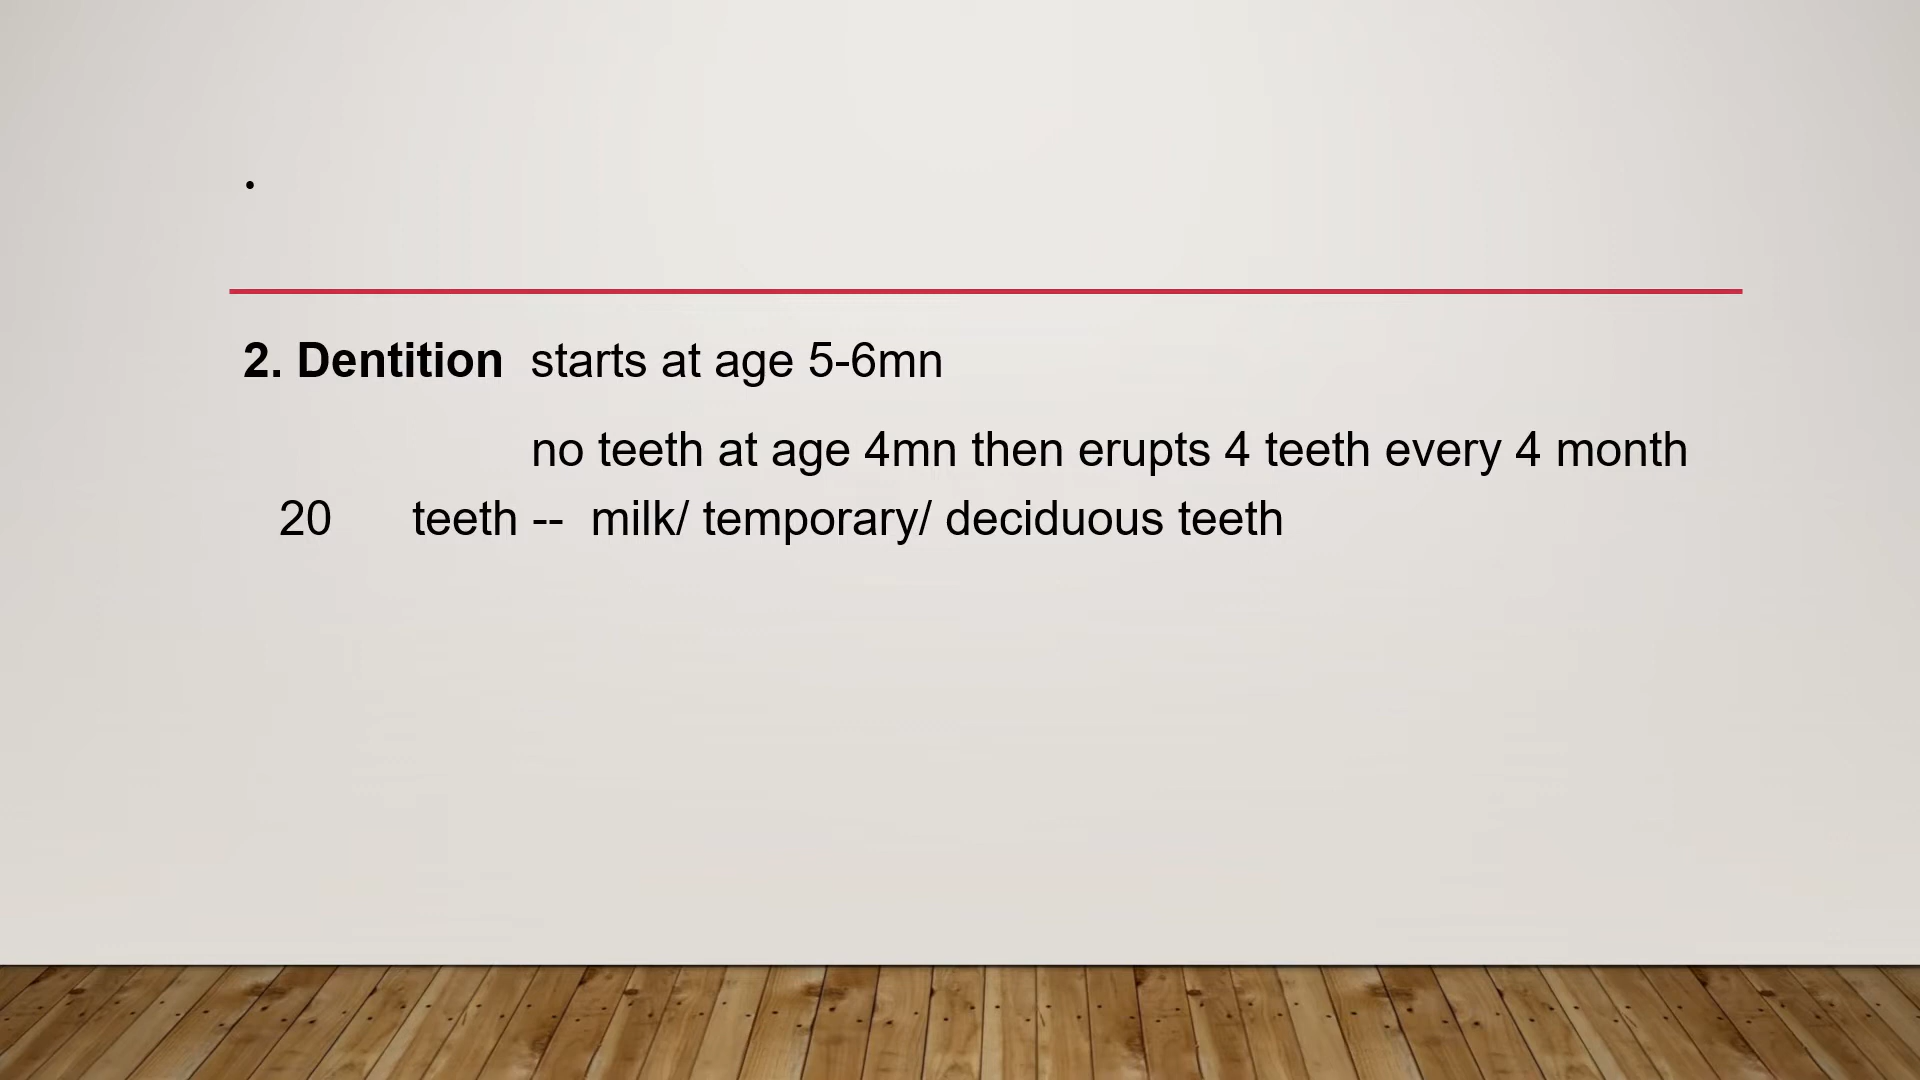 .
2. Dentition starts at age 5-6mn
no teeth at age 4mn then erupts 4 teeth every 4 month
20 teeth -- milk/ temporary/ deciduous teeth